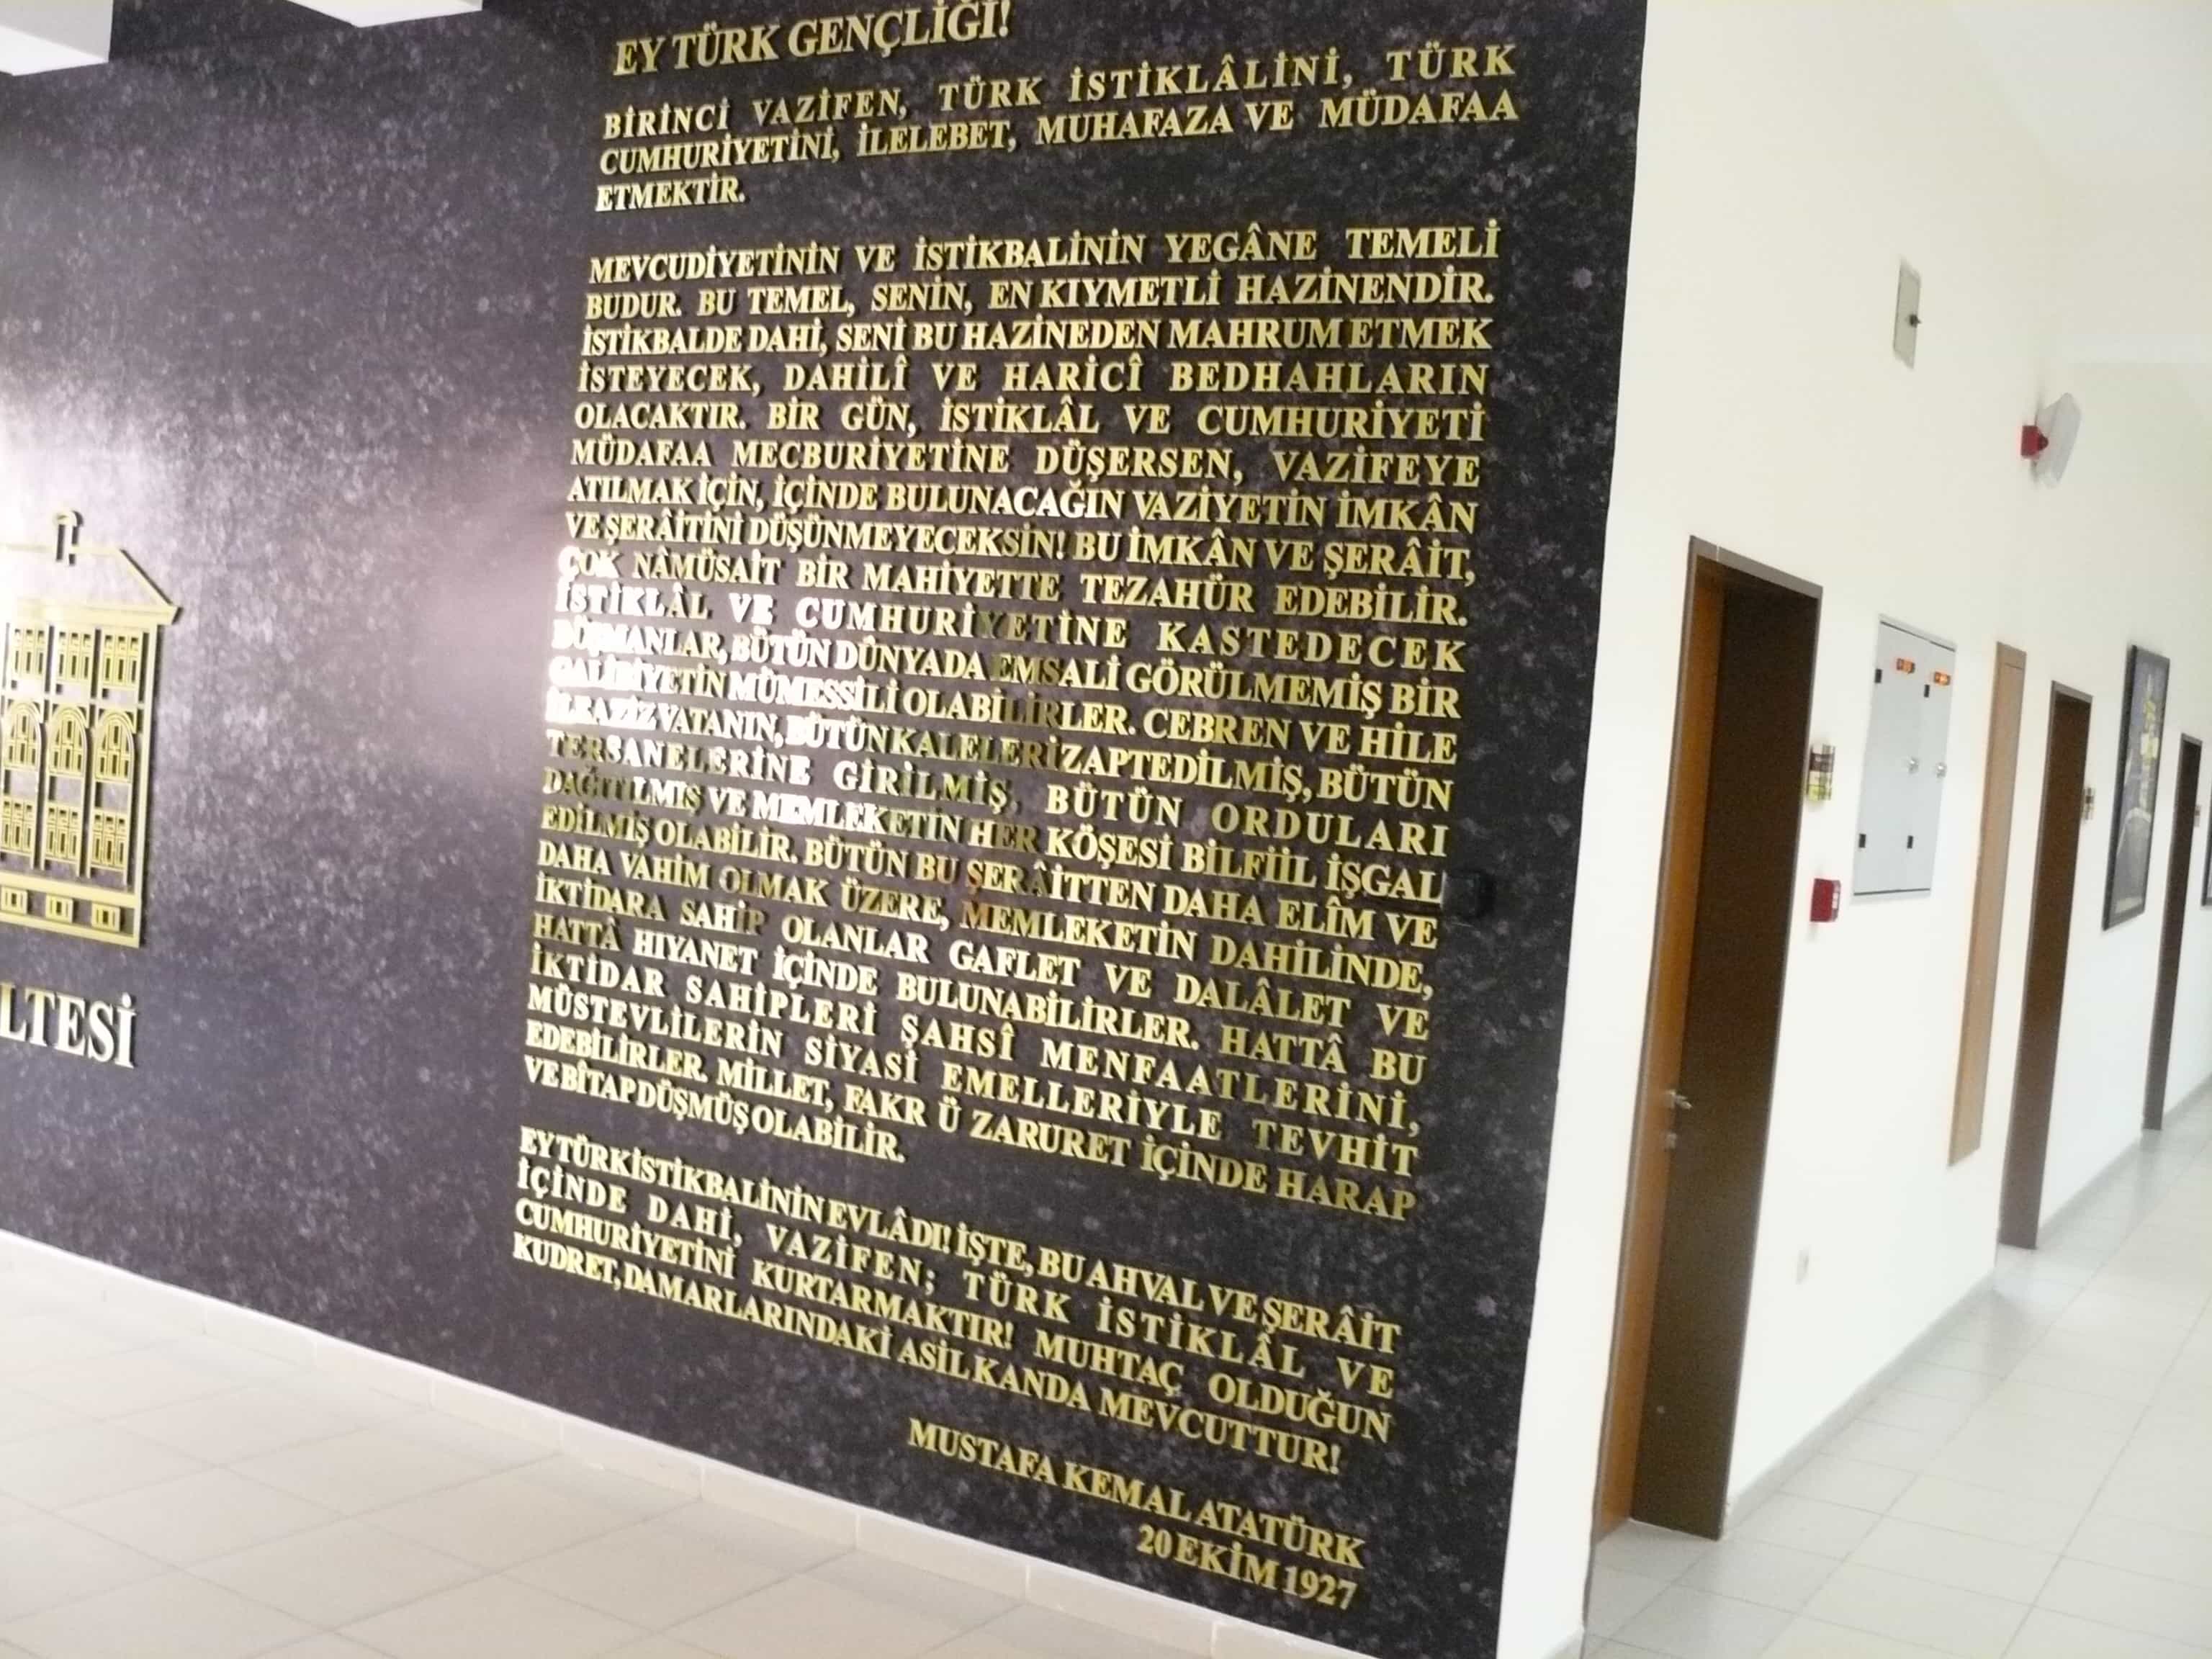 EY TÜRK GENÇLİĞİ!
BİRİNCİ VAZİFEN, TÜRK İSTİKLÂLİNİ, TÜRK
CUMHURİYETİNİ, İLELEBET, MUHAFAZA VE MÜDAFAA
ETMEKTİR.
MEVCUDİYETİNİN VE İSTİKBALİNİN YEGÂNE TEMELİ
BUDUR. BU TEMEL, SENİN, EN KIYMETLİ HAZİNENDİR.
İSTİKBALDE DAHİ, SENİ BU HAZİNEDEN MAHRUM ETMEK
İSTEYECEK, DAHİLÎ VE HARİCÎ BEDHAHLARIN
OLACAKTIR. BİR GÜN, İSTİKLÂL VE CUMHURİYETİ
MÜDAFAA MECBURİYETİNE DÜŞERSEN, VAZİFEYE
ATILMAK İÇİN, İÇİNDE BULUNACAĞIN VAZİYETİN İMKÂN
VE ŞERÂİTİNİ DÜŞÜNMEYECEKSİN! BU İMKÂN VE ŞERÂİT,
ÇOK NÂMÜSAİT BİR MAHİYETTE TEZAHÜR EDEBİLİR.
İSTİKLÂL VE CUMHURİYETİNE KASTEDECEK
DÜŞMANLAR, BÜTÜN DÜNYADA EMSALİ GÖRÜLMEMİŞ BİR
GALİBİYETİN MÜMESSİLİ OLABİLİRLER. CEBREN VE HİLE
İLE AZİZ VATANIN, BÜTÜN KALELERİ ZAPTEDİLMİŞ, BÜTÜN
TERSANELERİNE GİRİLMİŞ, BÜTÜN ORDULARI
DAĞITILMIŞ VE MEMLEKETİN HER KÖŞESİ BİLFİİL İŞGAL
EDİLMİŞ OLABİLİR. BÜTÜN BU ŞERÂİTTEN DAHA ELÎM VE
DAHA VAHİM OLMAK ÜZERE, MEMLEKETİN DAHİLİNDE,
İKTİDARA SAHİP OLANLAR GAFLET VE DALÂLET VE
HATTÂ HIYANET İÇİNDE BULUNABİLİRLER. HATTÂ BU
İKTİDAR SAHİPLERİ ŞAHSÎ MENFAATLERİNİ,
MÜSTEVLİLERİN SİYASİ EMELLERİYLE TEVHİT
EDEBİLİRLER. MİLLET, FAKR Ü ZARURET İÇİNDE HARAP
VE BÎTAP DÜŞMÜŞ OLABİLİR.
EY TÜRK İSTİKBALİNİN EVLÂDI! İŞTE, BU AHVAL VE ŞERÂİT
İÇİNDE DAHİ, VAZİFEN; TÜRK İSTİKLÂL VE
CUMHURİYETİNİ KURTARMAKTIR! MUHTAÇ OLDUĞUN
KUDRET, DAMARLARINDAKİ ASİL KANDA MEVCUTTUR!
MUSTAFA KEMAL ATATÜRK
20 EKİM 1927
LTESİ